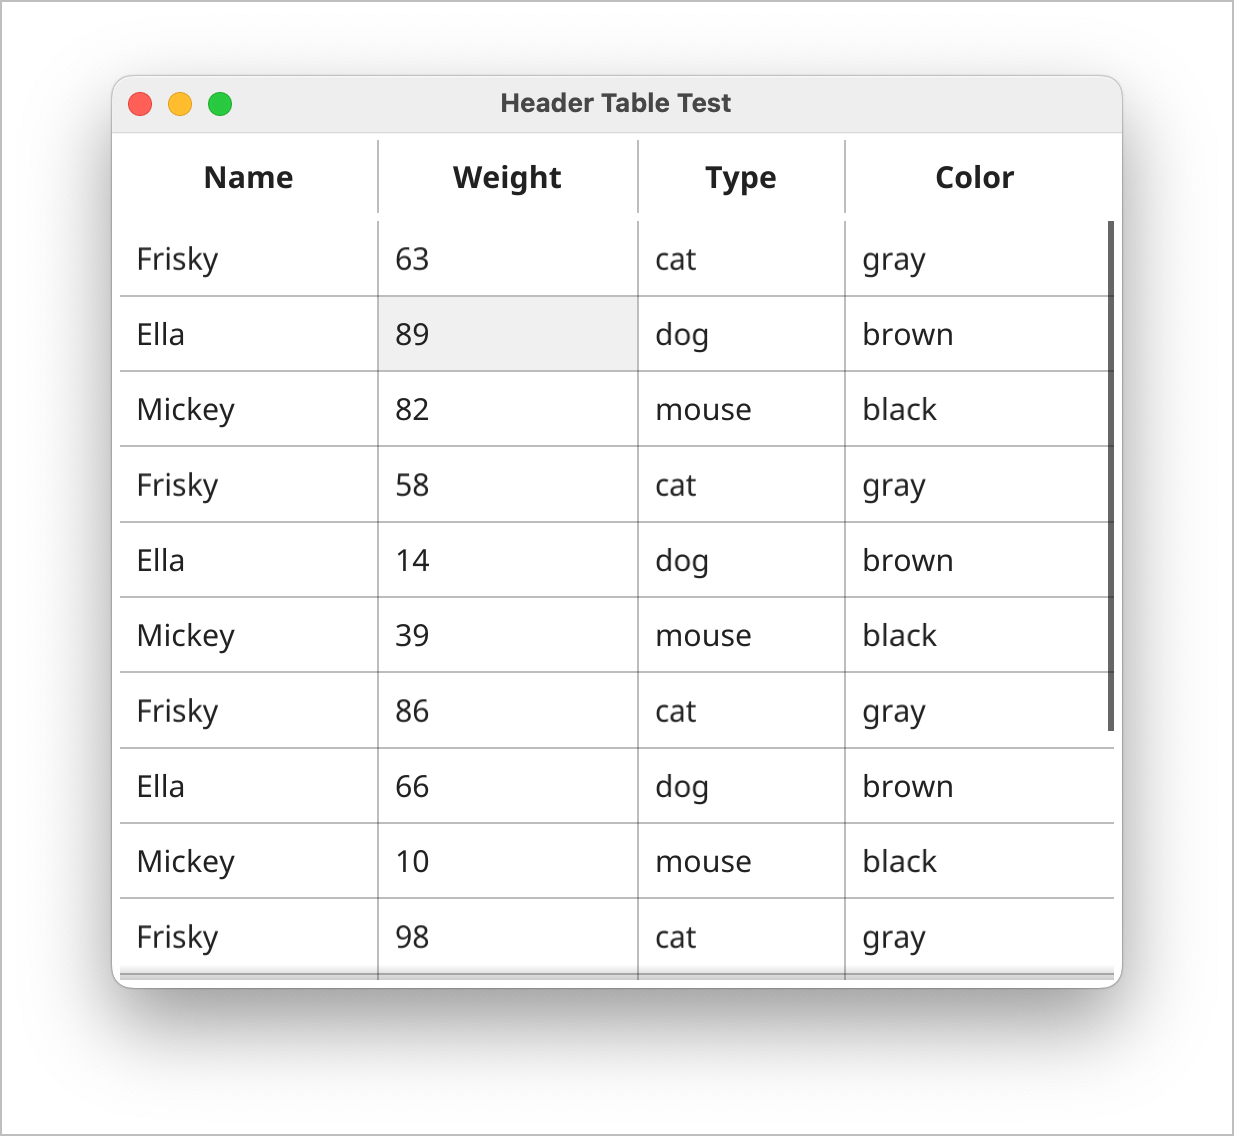 Header Table Test
Name Weight Type Color
Frisky 63 cat gray
Ella 89 dog brown
Mickey 82 mouse black
Frisky 58 cat gray
Ella 14 dog brown
Mickey 39 mouse black
Frisky 86 cat gray
Ella 66 dog brown
Mickey 10 mouse black
Frisky 98 cat gray